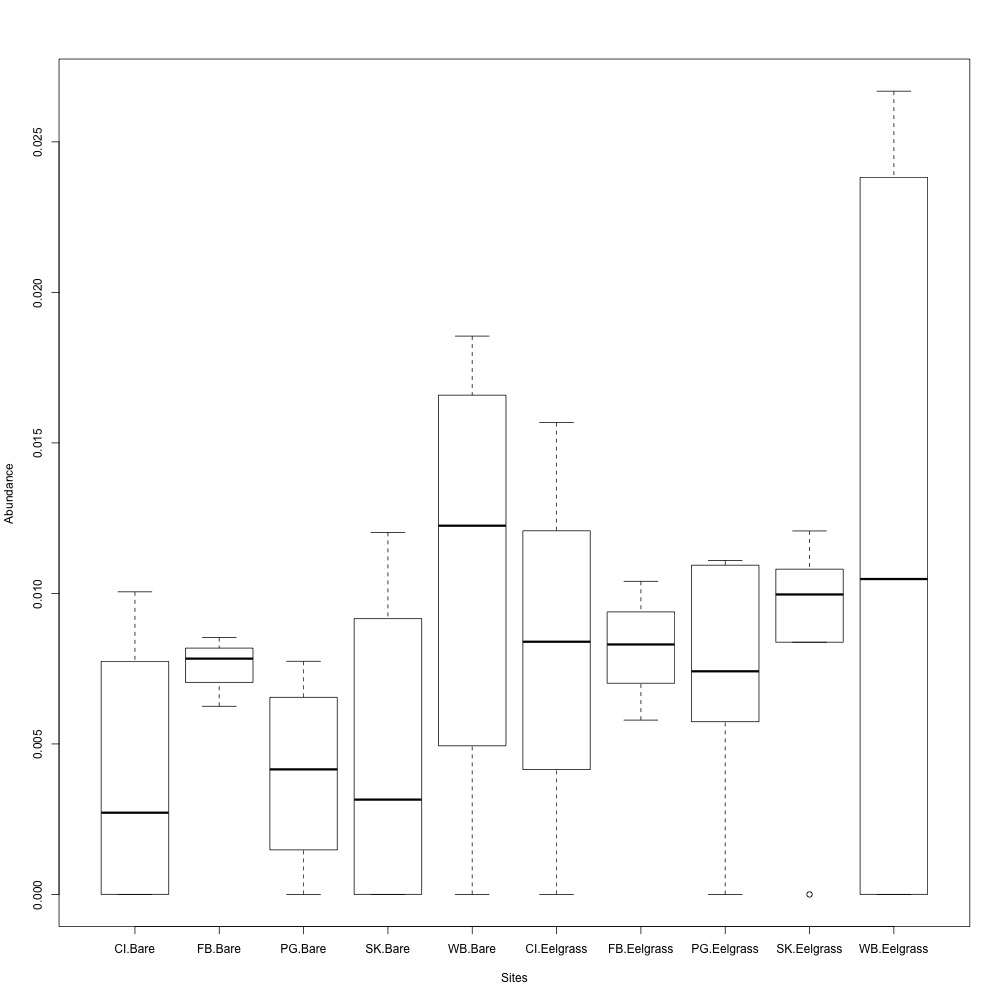 0.025
0.020
0.015
0.010
0.005
0.000
Abundance
CI.Bare FB.Bare PG.Bare SK.Bare WB.Bare CI.Eelgrass FB.Eelgrass PG.Eelgrass SK.Eelgrass WB.Eelgrass
Sites